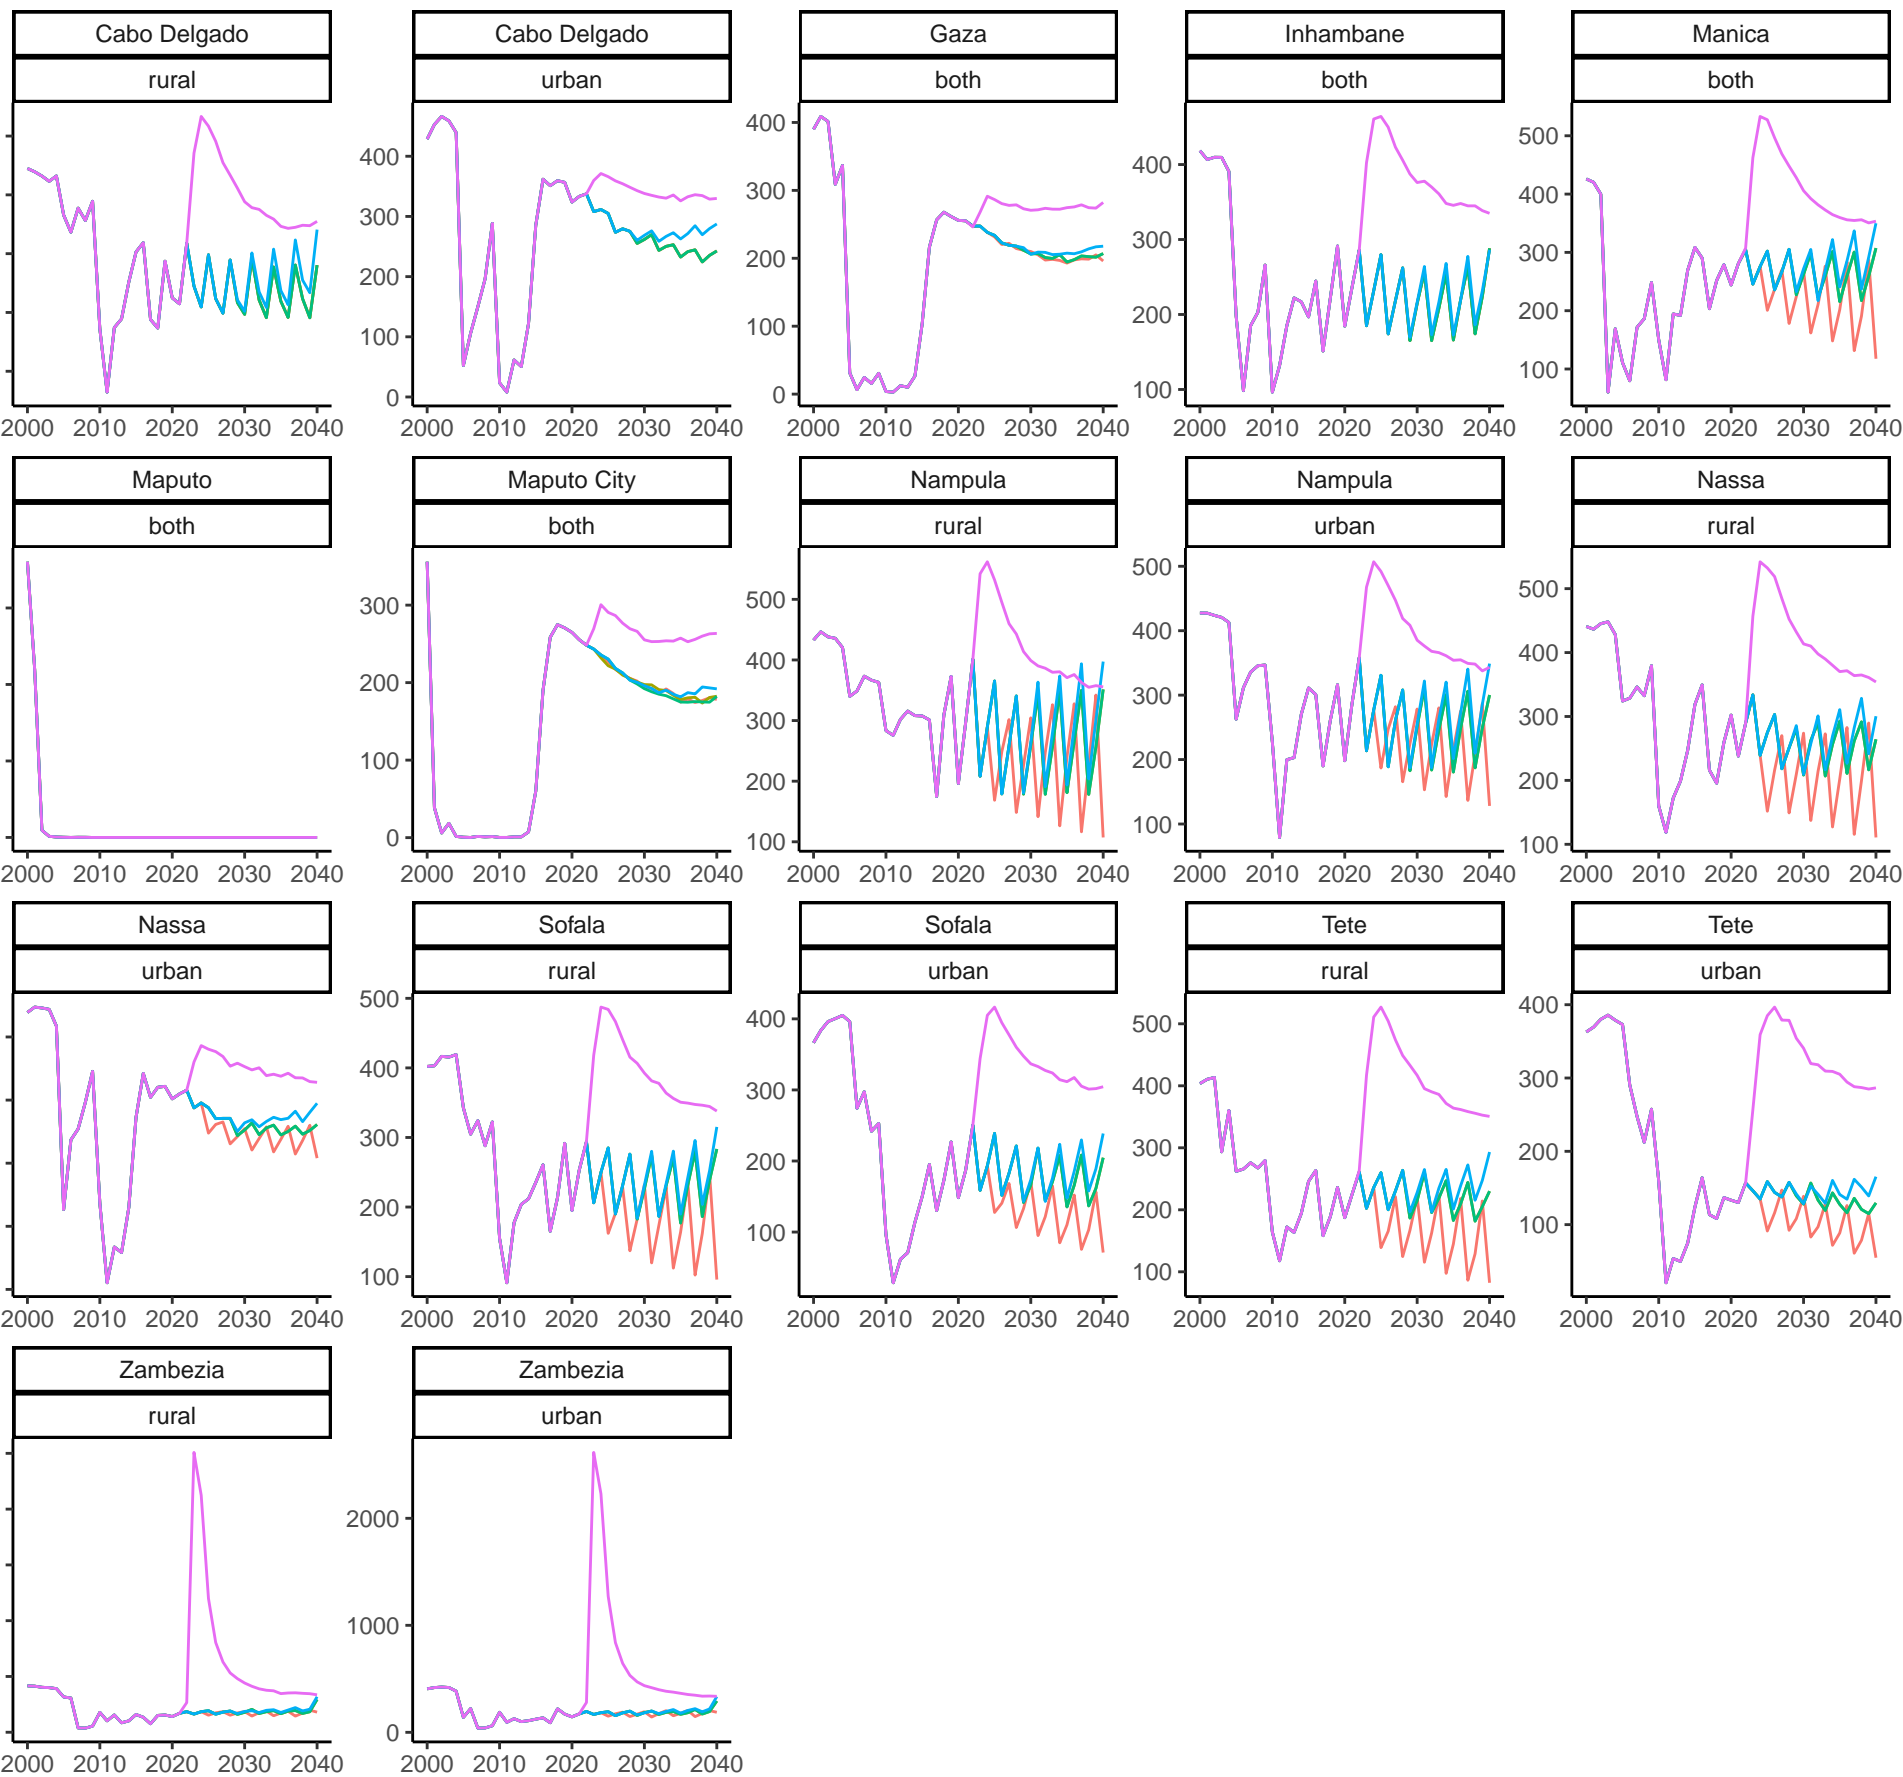 Cabo Delgado Cabo Delgado Gaza Inhambane Manica
rural urban both both both
400 300 200 100 0
400 300 200 100 0
400 300 200 100
500 400 300 200 100
2000 2010 2020 2030 2040 2000 2010 2020 2030 2040 2000 2010 2020 2030 2040 2000 2010 2020 2030 2040 2000 2010 2020 2030 2040
Maputo Maputo City Nampula Nampula Nassa
both both rural urban rural
300 200 100 0
500 400 300 200 100
500 400 300 200 100
500 400 300 200 100
2000 2010 2020 2030 2040 2000 2010 2020 2030 2040 2000 2010 2020 2030 2040 2000 2010 2020 2030 2040 2000 2010 2020 2030 2040
Nassa Sofala Sofala Tete Tete
urban rural urban rural urban
500 400 300 200 100
400 300 200 100
500 400 300 200 100
400 300 200 100
2000 2010 2020 2030 2040 2000 2010 2020 2030 2040 2000 2010 2020 2030 2040 2000 2010 2020 2030 2040 2000 2010 2020 2030 2040
Zambezia Zambezia
rural urban
2000 1000 0
2000 2010 2020 2030 2040 2000 2010 2020 2030 2040